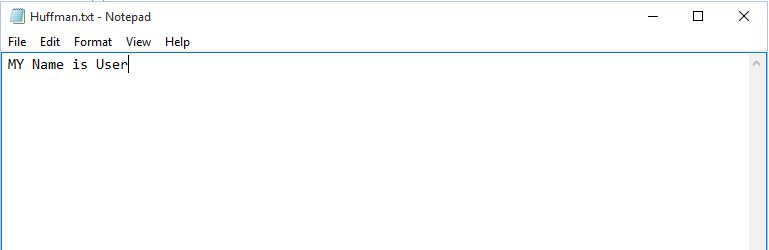 Huffman.txt - Notepad
File Edit Format View Help
MY Name is User